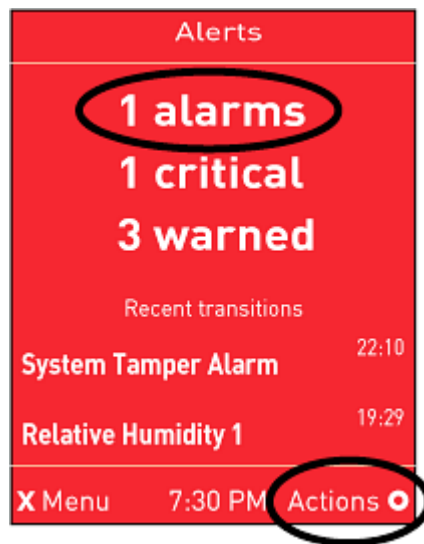 Alerts
1 alarms
1 critical
3 warned
Recent transitions
System Tamper Alarm 22:10
Relative Humidity 1 19:29
X Menu 7:30 PM Actions